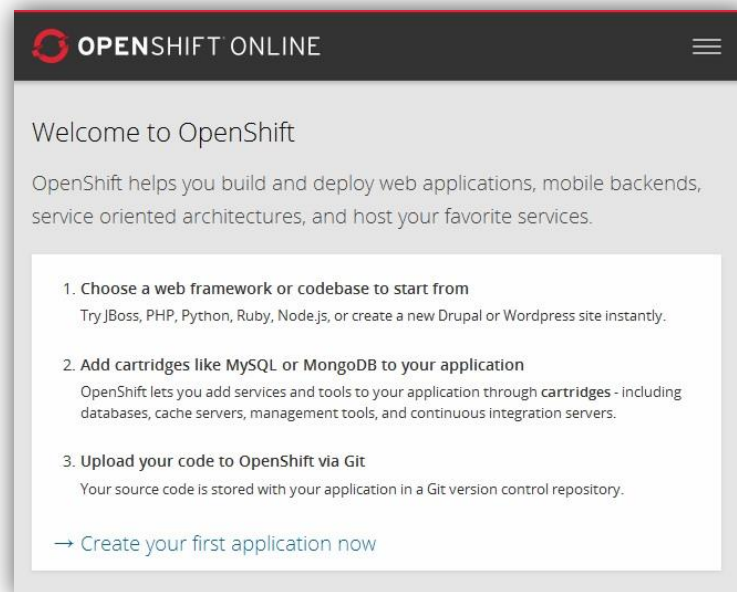 OPENSHIFT ONLINE
Welcome to OpenShift
OpenShift helps you build and deploy web applications, mobile backends,
service oriented architectures, and host your favorite services.
1. Choose a web framework or codebase to start from
Try JBoss, PHP, Python, Ruby, Node.js, or create a new Drupal or Wordpress site instantly.
2. Add cartridges like MySQL or MongoDB to your application
OpenShift lets you add services and tools to your application through cartridges - including
databases, cache servers, management tools, and continuous integration servers.
3. Upload your code to OpenShift via Git
Your source code is stored with your application in a Git version control repository.
→ Create your first application now